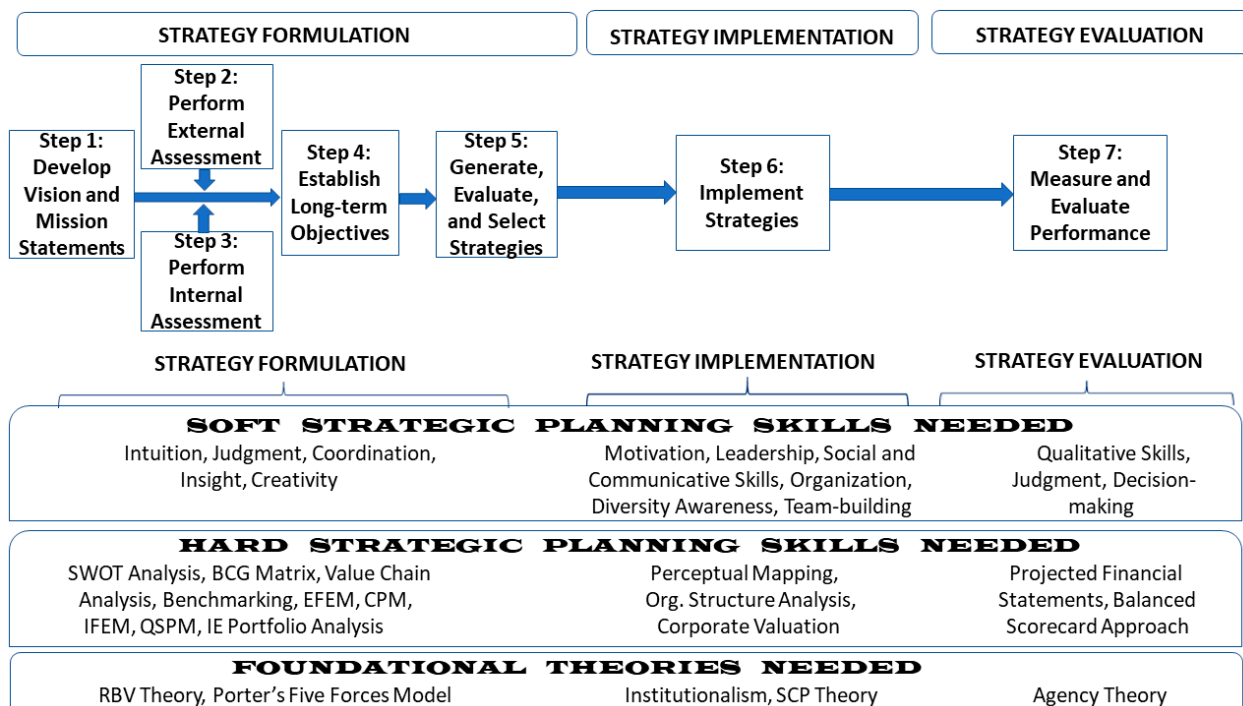 STRATEGY FORMULATION
STRATEGY IMPLEMENTATION
STRATEGY EVALUATION
Step 1:
Develop
Vision and
Mission
Statements
Step 2:
Perform
External
Assessment
Step 3:
Perform
Internal
Assessment
Step 4:
Establish
Long-term
Objectives
Step 5:
Generate,
Evaluate,
and Select
Strategies
Step 6:
Implement
Strategies
Step 7:
Measure and
Evaluate
Performance
STRATEGY FORMULATION
STRATEGY IMPLEMENTATION
STRATEGY EVALUATION
SOFT STRATEGIC PLANNING SKILLS NEEDED
Intuition, Judgment, Coordination,
Insight, Creativity
Motivation, Leadership, Social and
Communicative Skills, Organization,
Diversity Awareness, Team-building
Qualitative Skills,
Judgment, Decision-
making
HARD STRATEGIC PLANNING SKILLS NEEDED
SWOT Analysis, BCG Matrix, Value Chain
Analysis, Benchmarking, EFEM, CPM,
IFEM, QSPM, IE Portfolio Analysis
Perceptual Mapping,
Org. Structure Analysis,
Corporate Valuation
Projected Financial
Statements, Balanced
Scorecard Approach
FOUNDATIONAL THEORIES NEEDED
RBV Theory, Porter's Five Forces Model
Institutionalism, SCP Theory
Agency Theory